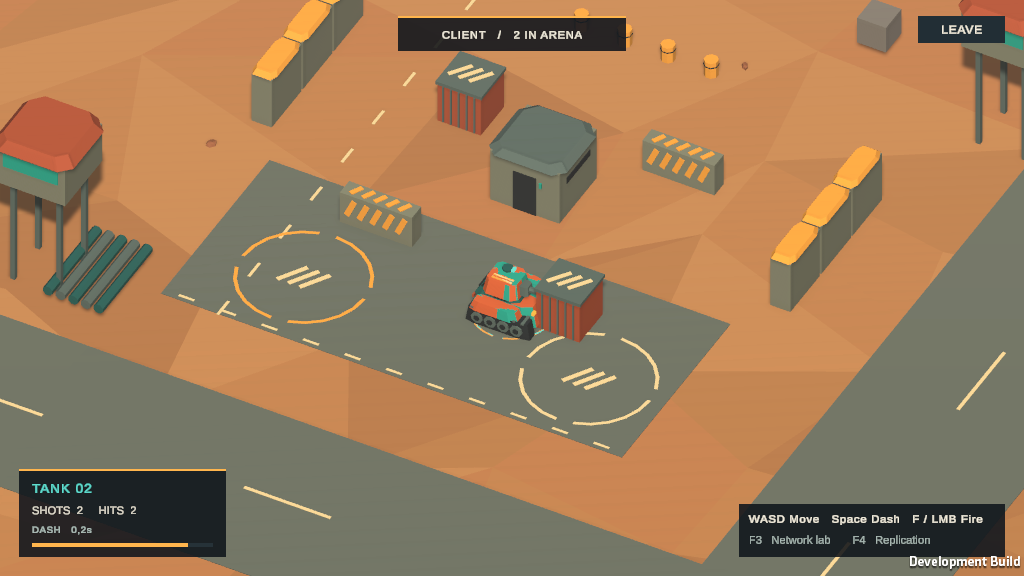 CLIENT / 2 IN ARENA
LEAVE
TANK 02
SHOTS 2 HITS 2
DASH 0,2s
WASD Move Space Dash F / LMB Fire
F3 Network lab F4 Replication
Development Build